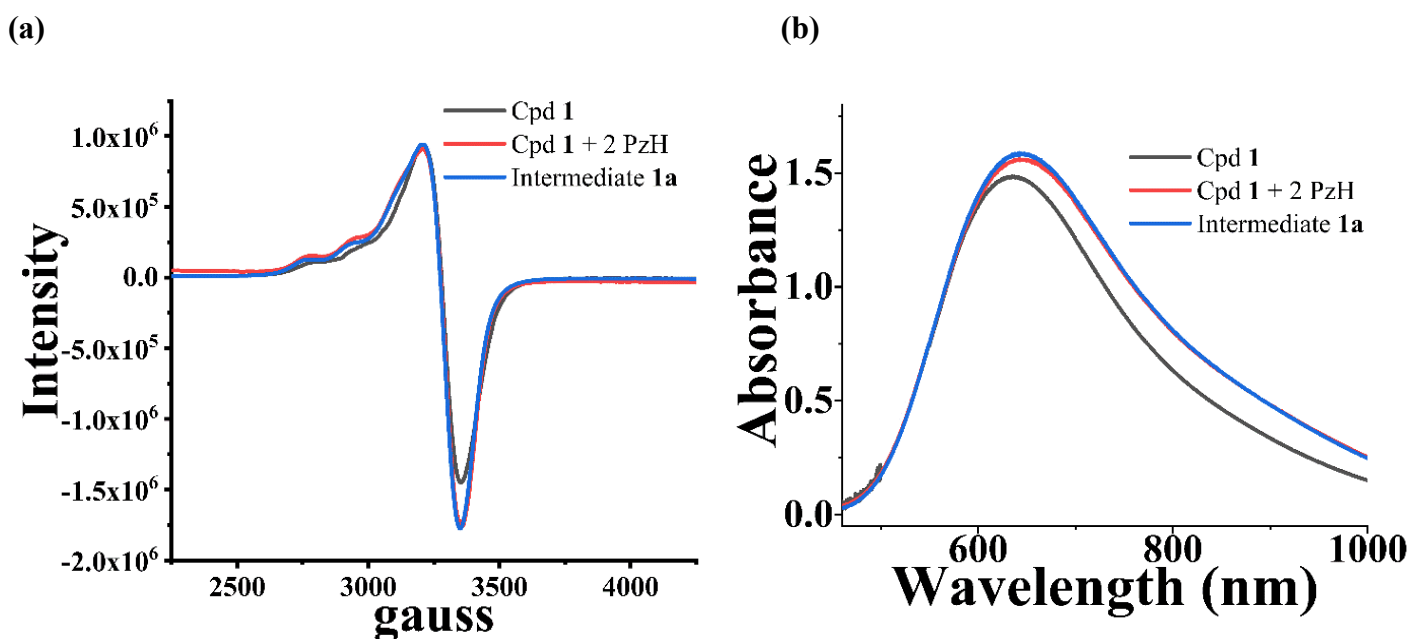 (a)
Intensity
1.0x10⁶
5.0x10⁵
0.0
-5.0x10⁵
-1.0x10⁶
-1.5x10⁶
-2.0x10⁶
Cpd 1
Cpd 1 + 2 PzH
Intermediate 1a
2500
3000
3500
4000
gauss
(b)
Absorbance
1.5
1.0
0.5
0.0
Cpd 1
Cpd 1 + 2 PzH
Intermediate 1a
600
800
1000
Wavelength (nm)